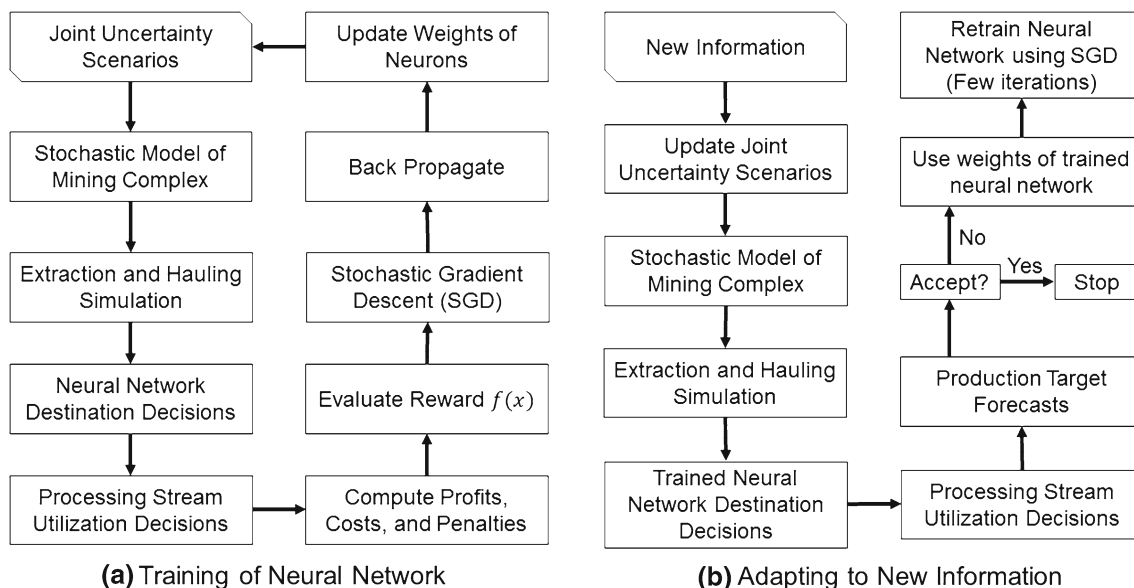 Joint Uncertainty
Scenarios
Stochastic Model of
Mining Complex
Extraction and Hauling
Simulation
Neural Network
Destination Decisions
Processing Stream
Utilization Decisions
Update Weights of
Neurons
Back Propagate
Stochastic Gradient
Descent (SGD)
Evaluate Reward f(x)
Compute Profits,
Costs, and Penalties
(a) Training of Neural Network
New Information
Update Joint
Uncertainty Scenarios
Stochastic Model of
Mining Complex
Extraction and Hauling
Simulation
Trained Neural
Network Destination
Decisions
Retrain Neural
Network using SGD
(Few iterations)
Use weights of trained
neural network
No
Accept?
Yes
Stop
Production Target
Forecasts
Processing Stream
Utilization Decisions
(b) Adapting to New Information